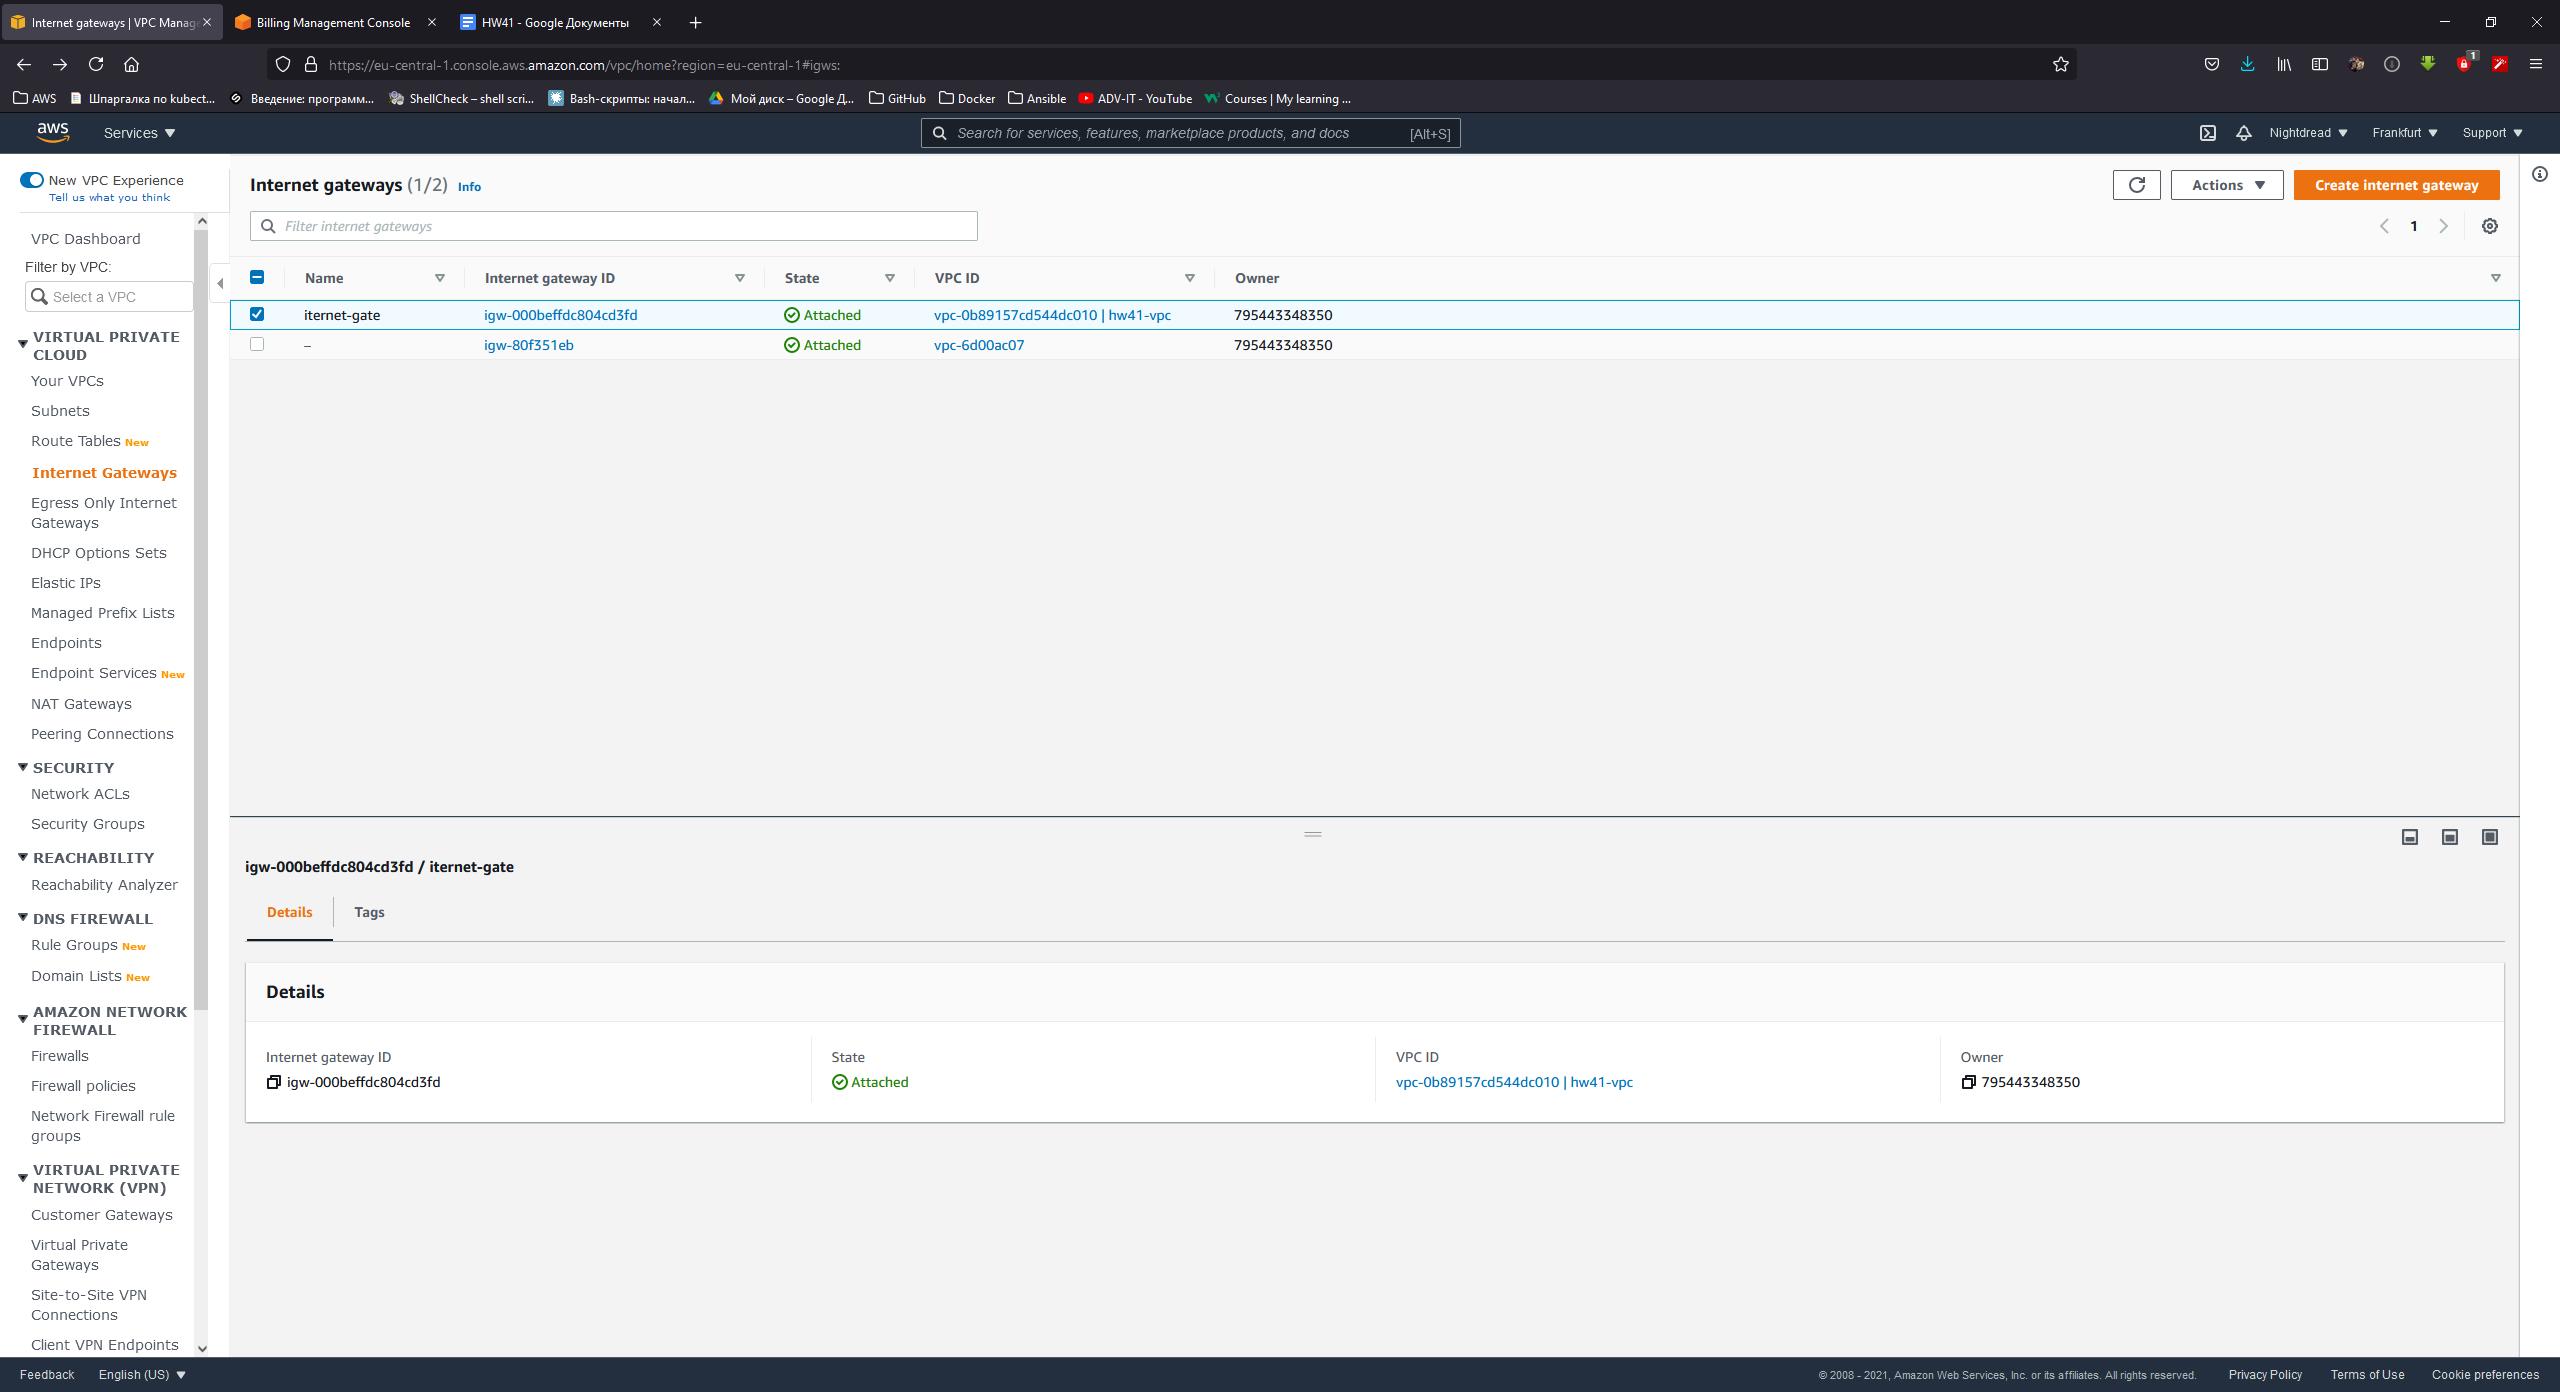 Internet gateways | VPC Manage
Billing Management Console
HW41 - Google Документы
https://eu-central-1.console.aws.amazon.com/vpc/home?region=eu-central-1#igws:
1
AWS
Шпаргалка по kubect...
Введение: программ...
ShellCheck – shell scri...
Bash-скрипты: начал...
Мой диск – Google Д...
GitHub
Docker
Ansible
ADV-IT - YouTube
Courses | My learning ...
aws
Services
Search for services, features, marketplace products, and docs
[Alt+S]
Nightdread
Frankfurt
Support
New VPC Experience
Tell us what you think
VPC Dashboard
Filter by VPC:
Select a VPC
VIRTUAL PRIVATE
CLOUD
Your VPCs
Subnets
Route Tables New
Internet Gateways
Egress Only Internet
Gateways
DHCP Options Sets
Elastic IPs
Managed Prefix Lists
Endpoints
Endpoint Services New
NAT Gateways
Peering Connections
SECURITY
Network ACLs
Security Groups
REACHABILITY
Reachability Analyzer
DNS FIREWALL
Rule Groups New
Domain Lists New
AMAZON NETWORK
FIREWALL
Firewalls
Firewall policies
Network Firewall rule
groups
VIRTUAL PRIVATE
NETWORK (VPN)
Customer Gateways
Virtual Private
Gateways
Site-to-Site VPN
Connections
Client VPN Endpoints
Internet gateways (1/2) Info
Actions
Create internet gateway
Filter internet gateways
1
Name Internet gateway ID State VPC ID Owner
iternet-gate igw-000beffdc804cd3fd Attached vpc-0b89157cd544dc010 | hw41-vpc 795443348350
– igw-80f351eb Attached vpc-6d00ac07 795443348350
igw-000beffdc804cd3fd / iternet-gate
Details Tags
Details
Internet gateway ID State VPC ID Owner
igw-000beffdc804cd3fd Attached vpc-0b89157cd544dc010 | hw41-vpc 795443348350
Feedback
English (US)
© 2008 - 2021, Amazon Web Services, Inc. or its affiliates. All rights reserved.
Privacy Policy
Terms of Use
Cookie preferences